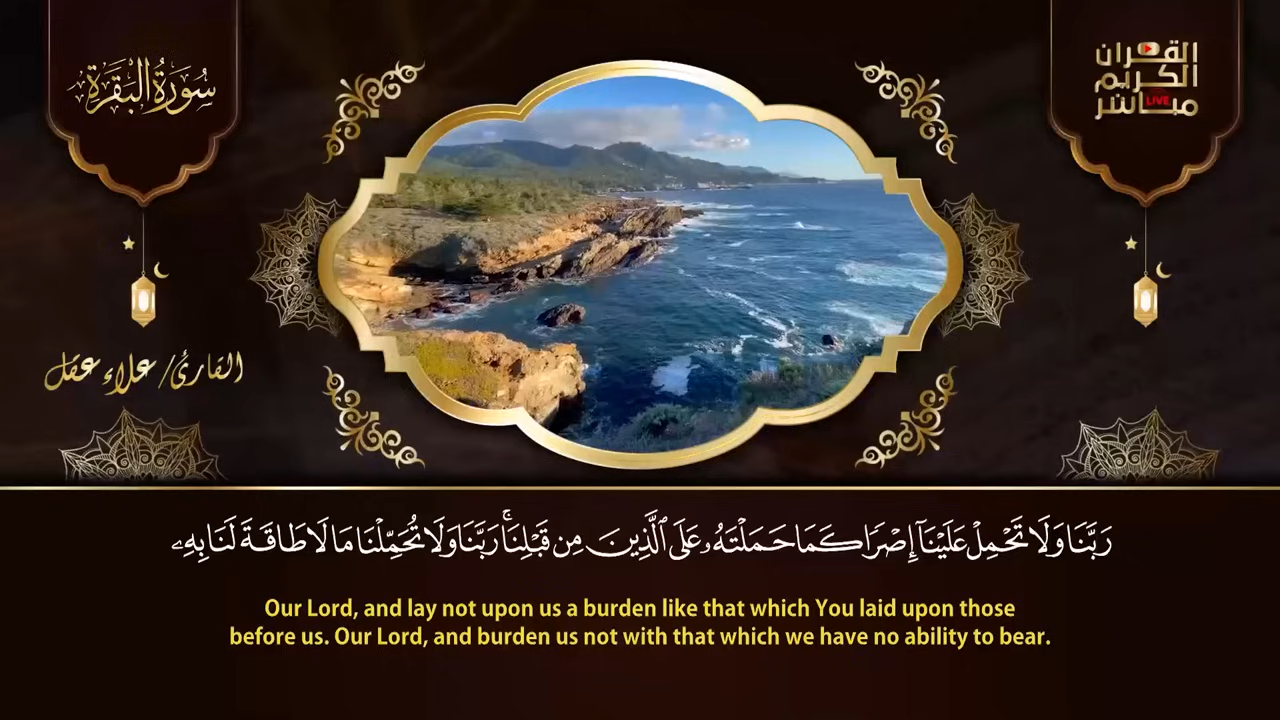 سُورَةُ البَقَرَةِ
القرآن
الكريم
مباشر
LIVE
القارئ/ علاء عقل
رَبَّنَا وَلَا تَحْمِلْ عَلَيْنَآ إِصْرًا كَمَا حَمَلْتَهُۥ عَلَى ٱلَّذِينَ مِن قَبْلِنَاۚ رَبَّنَا وَلَا تُحَمِّلْنَا مَا لَا طَاقَةَ لَنَا بِهِۦ
Our Lord, and lay not upon us a burden like that which You laid upon those
before us. Our Lord, and burden us not with that which we have no ability to bear.